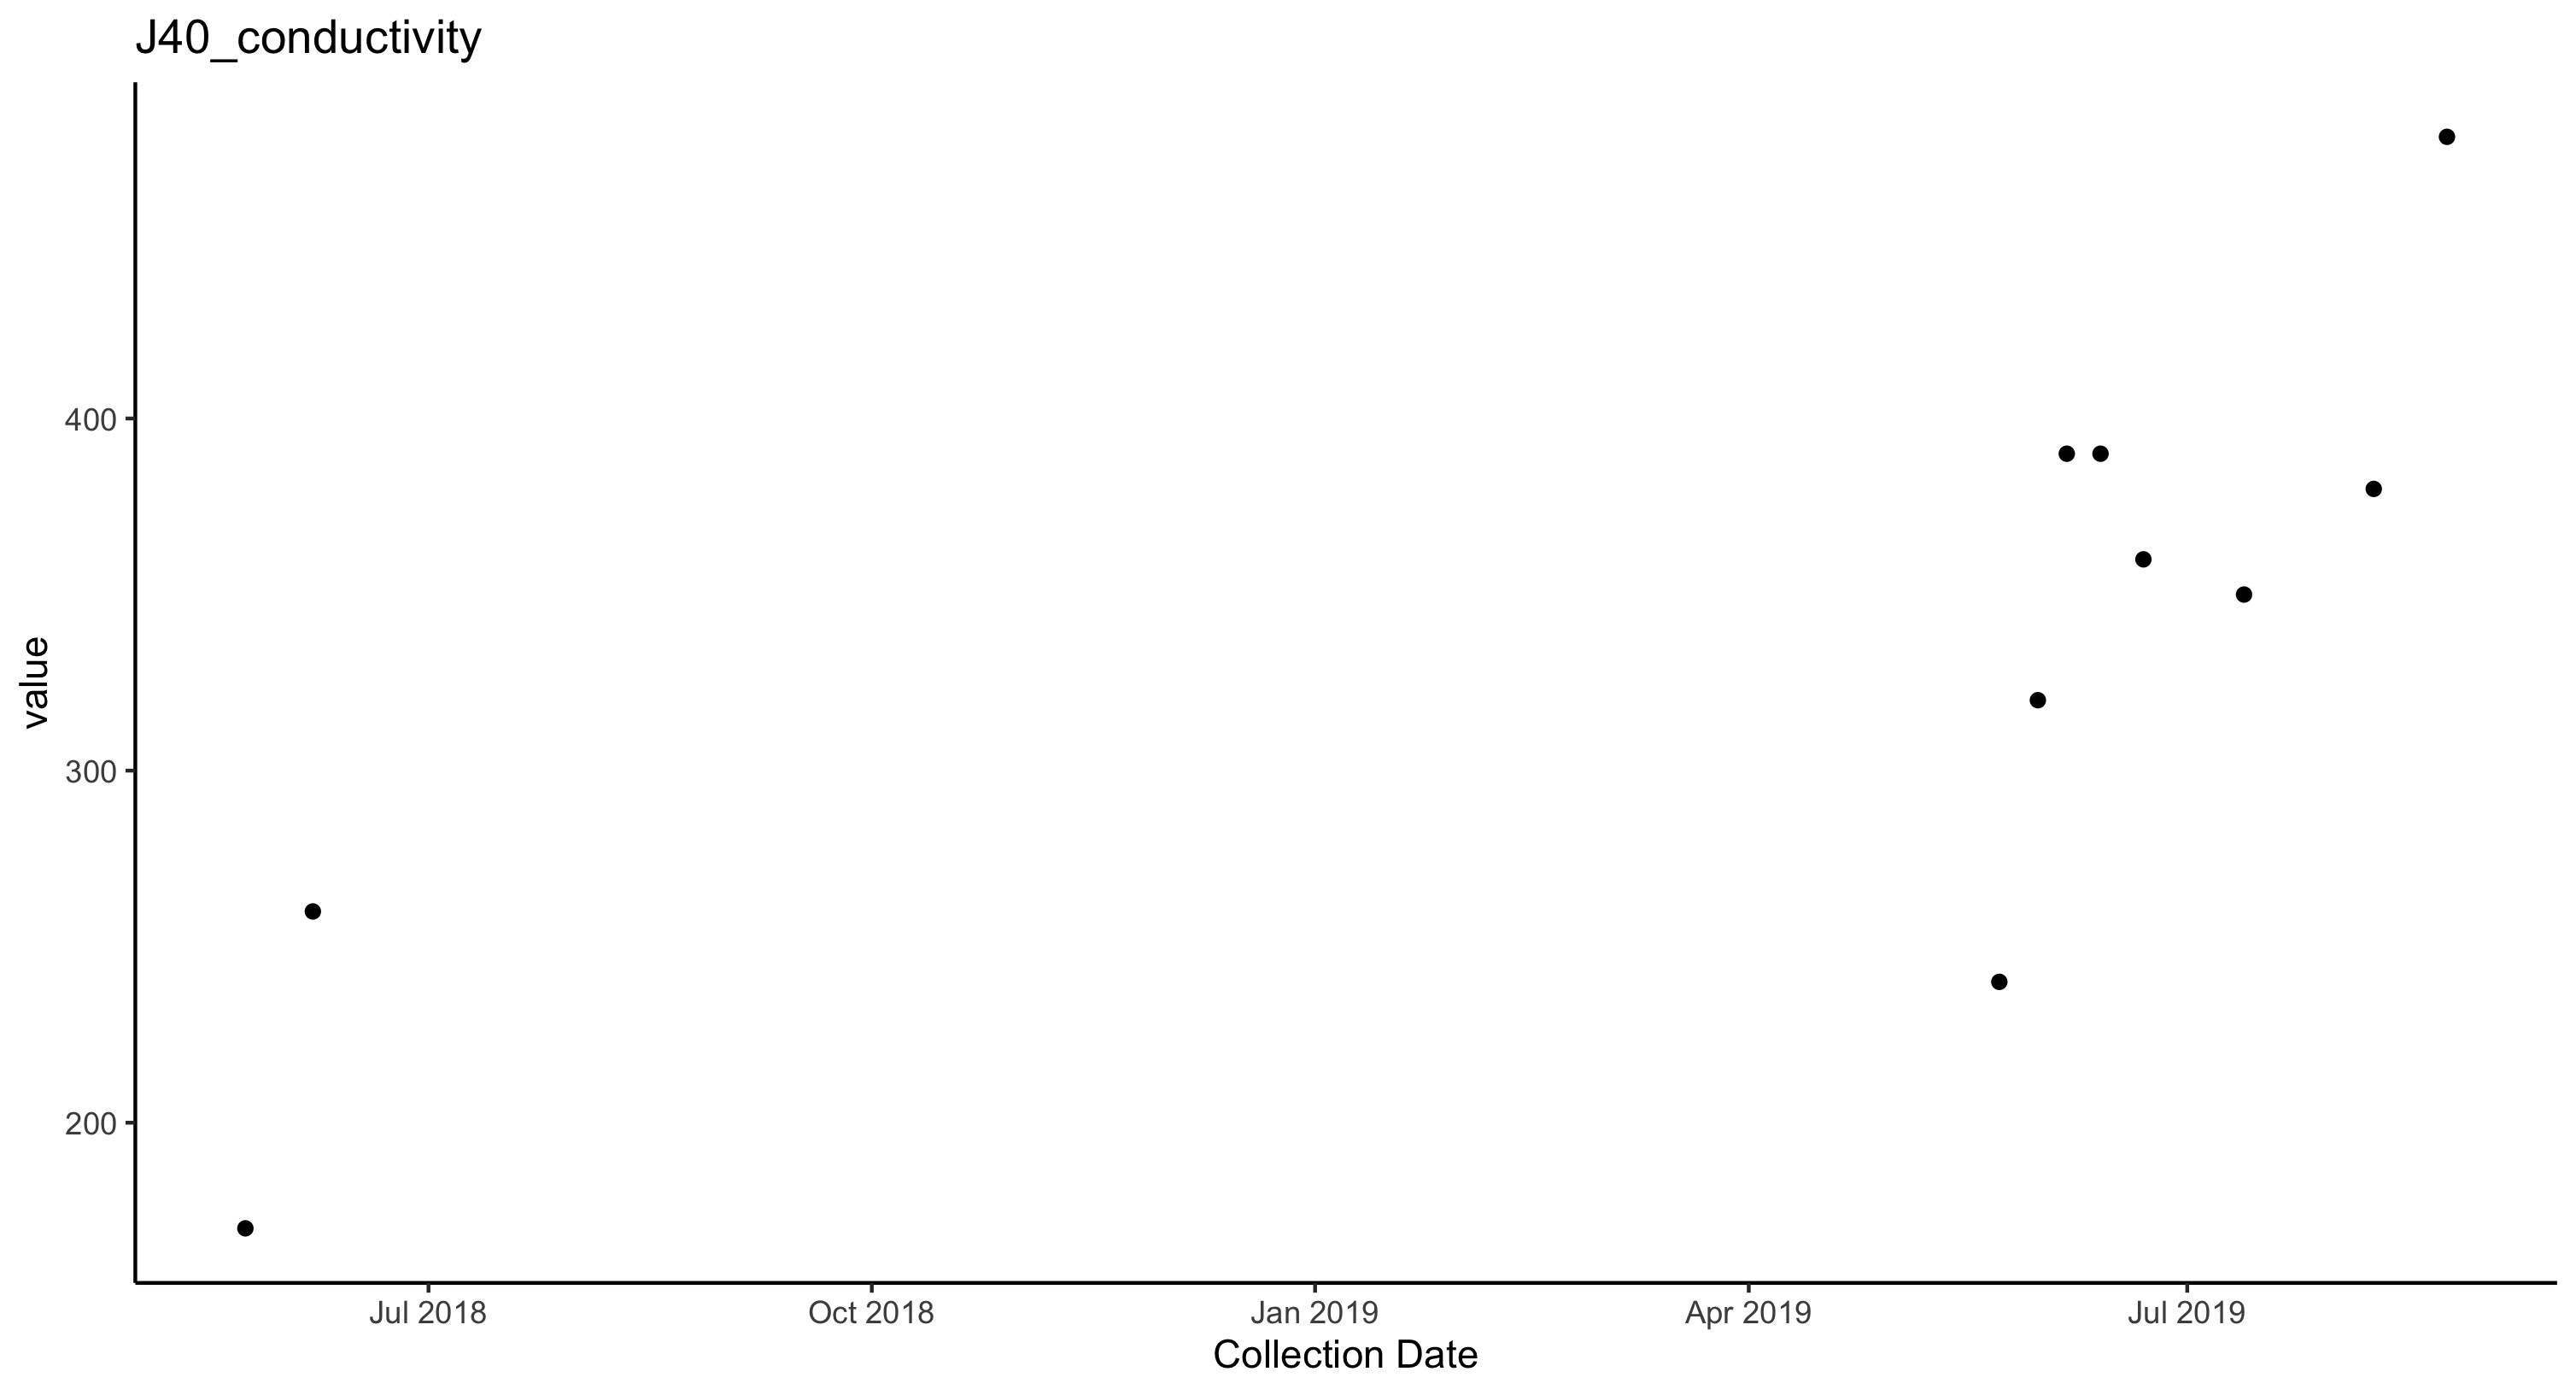 J40_conductivity
value
400
300
200
Jul 2018
Oct 2018
Jan 2019
Apr 2019
Jul 2019
Collection Date